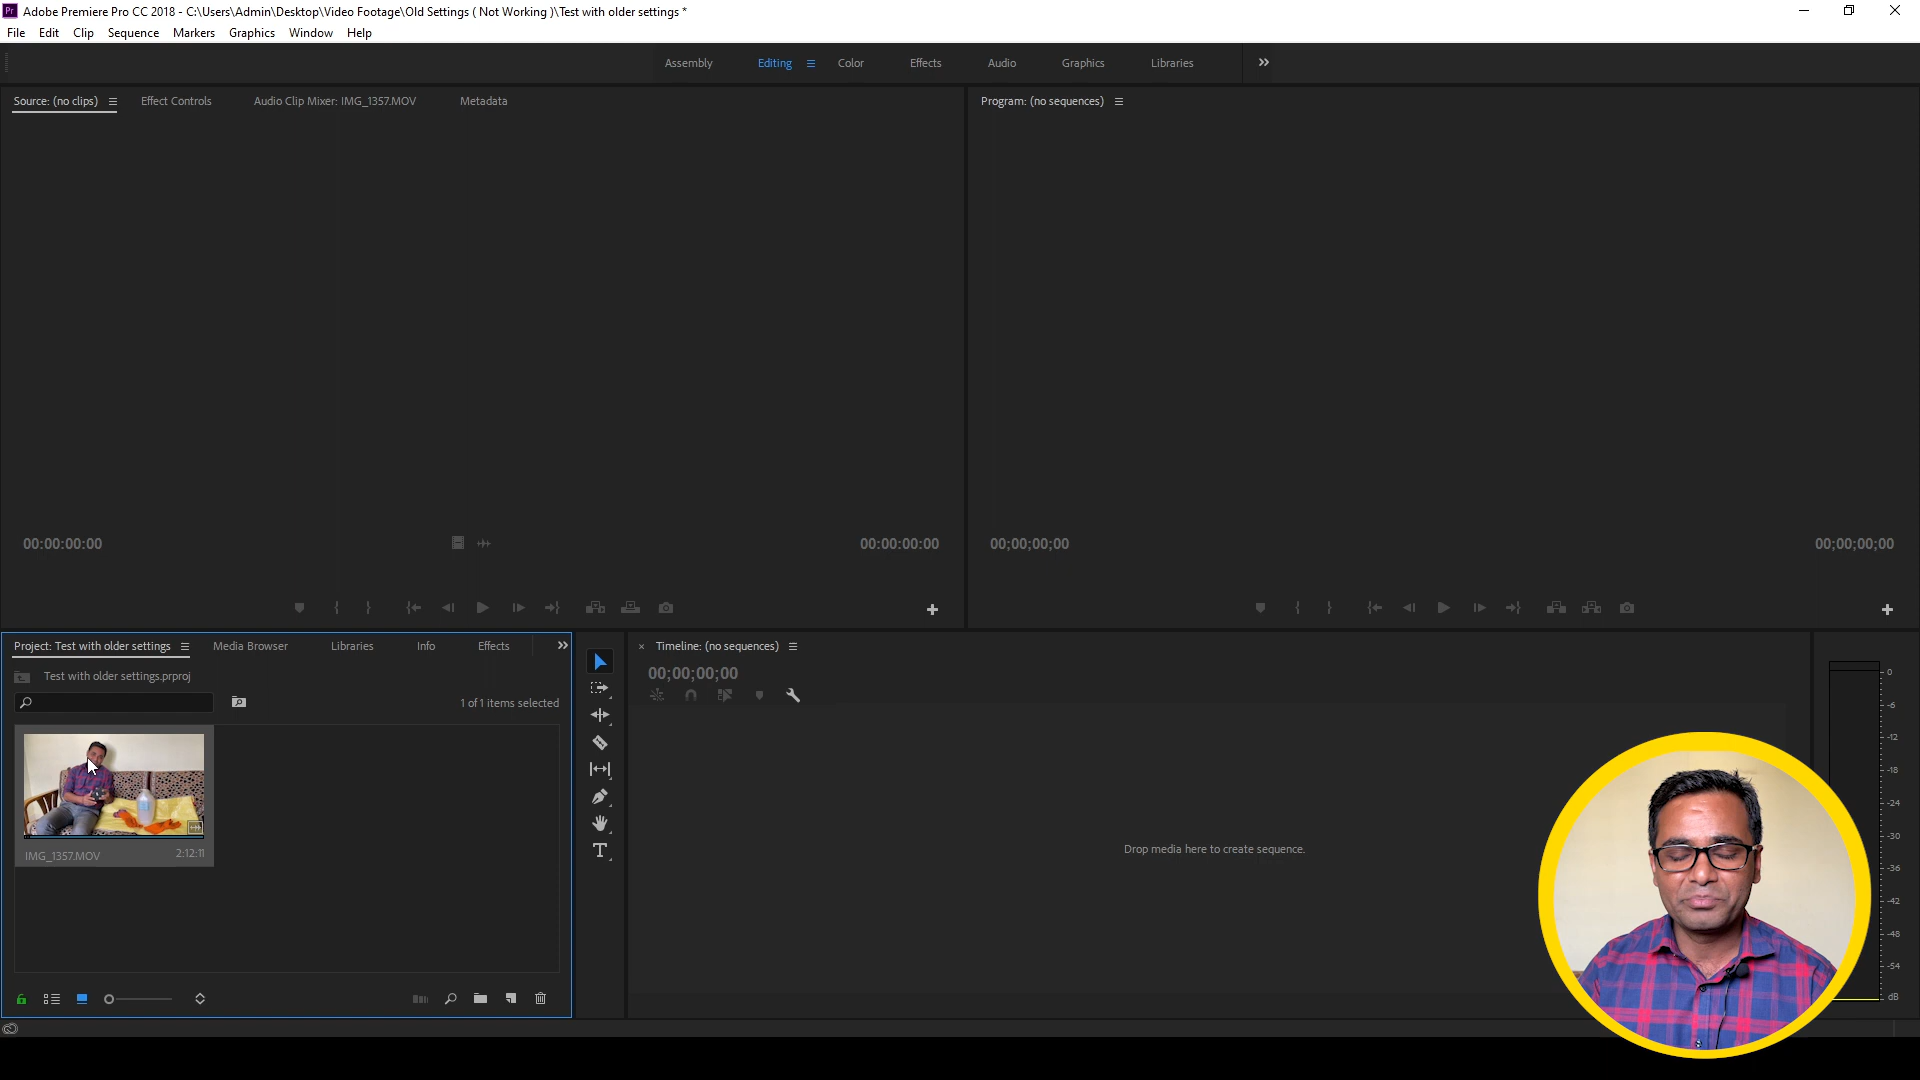 Pr Adobe Premiere Pro CC 2018 - C:\Users\Admin\Desktop\Video Footage\Old Settings ( Not Working )\Test with older settings *
File Edit Clip Sequence Markers Graphics Window Help
Assembly Editing Color Effects Audio Graphics Libraries
Source: (no clips) Effect Controls Audio Clip Mixer: IMG_1357.MOV Metadata
Program: (no sequences)
00:00:00:00 00:00:00:00
00;00;00;00 00;00;00;00
Project: Test with older settings Media Browser Libraries Info Effects
Test with older settings.prproj
1 of 1 items selected
IMG_1357.MOV 2:12:11
Timeline: (no sequences)
00;00;00;00
Drop media here to create sequence.
0
-6
-12
-18
-24
-30
-36
-42
-48
-54
dB